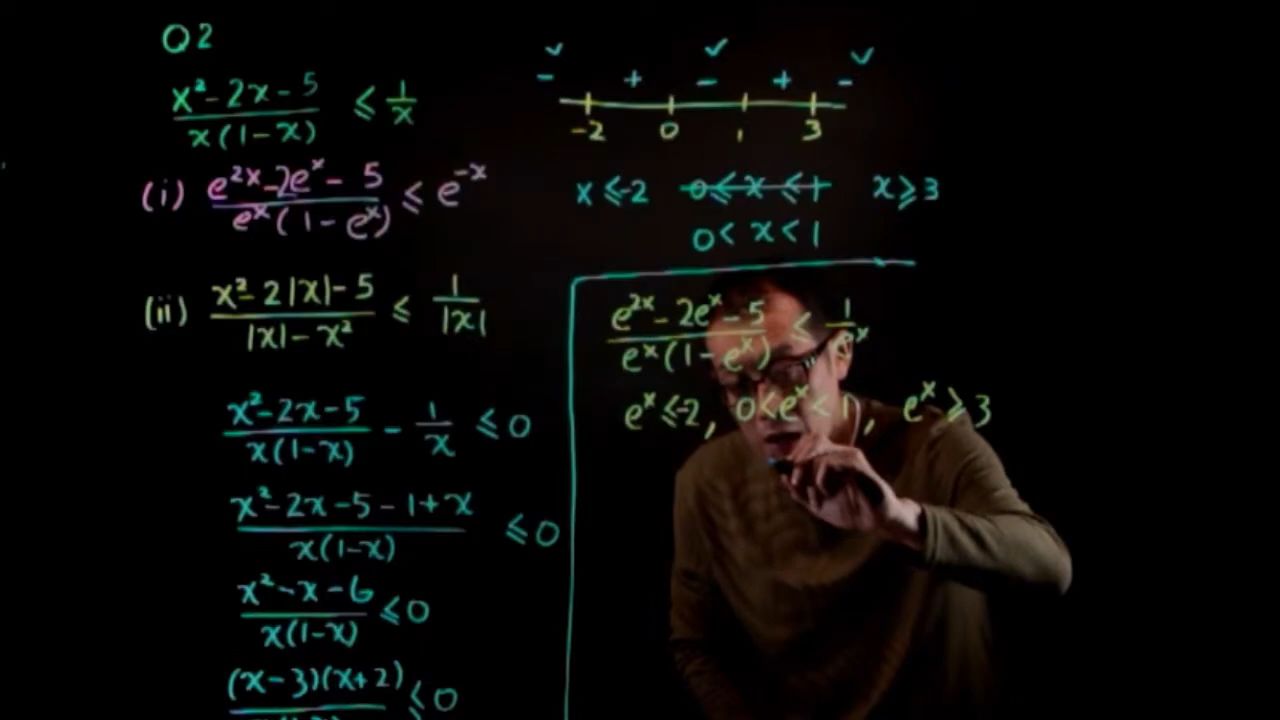 Q2
x² - 2x - 5 / x(1-x) ≤ 1/x
(i) e^2x - 2e^x - 5 / e^x(1 - e^x) ≤ e^-x
(ii) x² - 2|x| - 5 / |x| - x² ≤ 1/|x|
x² - 2x - 5 / x(1-x) - 1/x ≤ 0
x² - 2x - 5 - 1 + x / x(1-x) ≤ 0
x² - x - 6 / x(1-x) ≤ 0
(x-3)(x+2) / ≤ 0
✓ ✓ ✓
- + - + -
-2 0 1 3
x ≤ -2 0 ≤ x ≤ 1 x ≥ 3
0 < x < 1
e^2x - 2e^x - 5 / e^x(1 - e^x) ≤ 1/e^x
e^x ≤ -2, 0 < e^x < 1, e^x ≥ 3